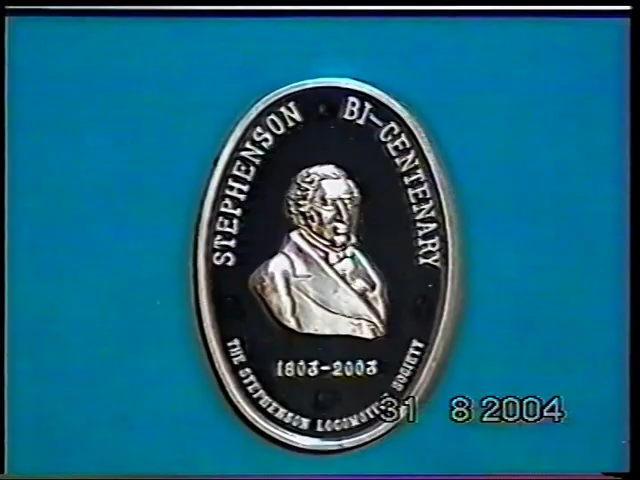 STEPHENSON BI-CENTENARY
1803-2003
THE STEPHENSON LOCOMOTIVE SOCIETY
31 8 2004